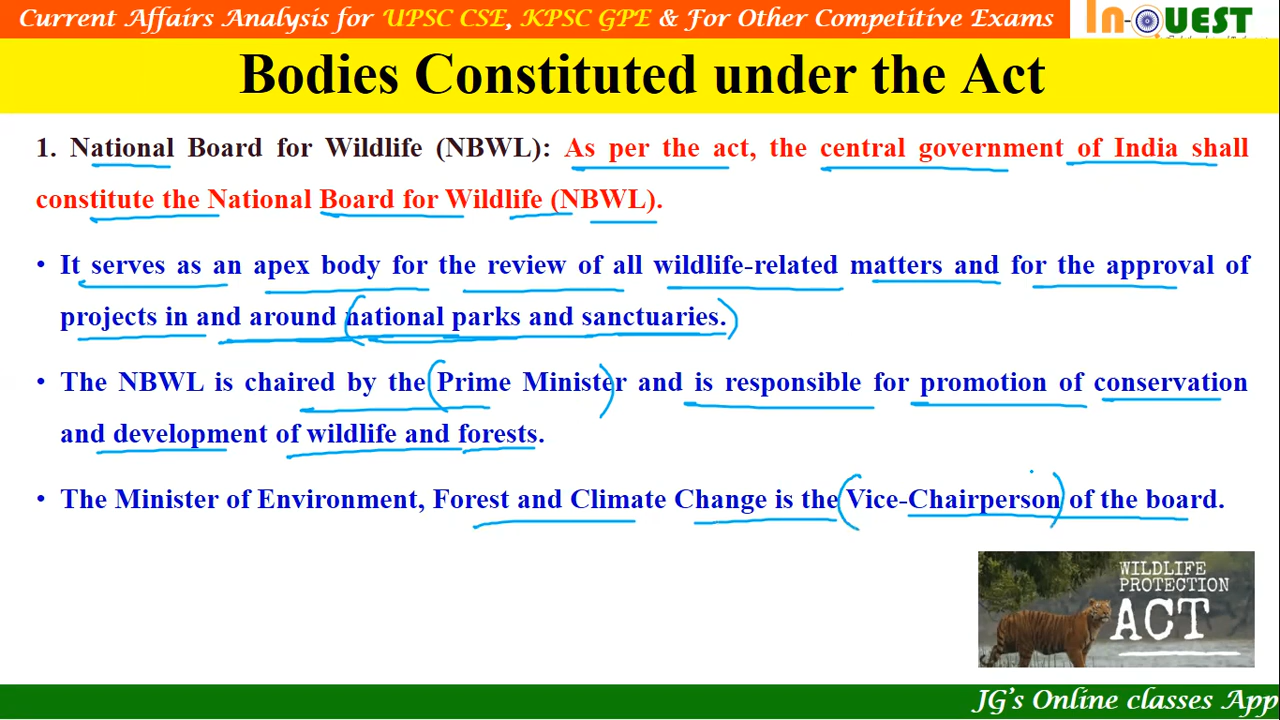 Current Affairs Analysis for UPSC CSE, KPSC GPE & For Other Competitive Exams
In-QUEST
Bodies Constituted under the Act
1. National Board for Wildlife (NBWL): As per the act, the central government of India shall
constitute the National Board for Wildlife (NBWL).
• It serves as an apex body for the review of all wildlife-related matters and for the approval of
projects in and around national parks and sanctuaries.
• The NBWL is chaired by the Prime Minister and is responsible for promotion of conservation
and development of wildlife and forests.
• The Minister of Environment, Forest and Climate Change is the Vice-Chairperson of the board.
WILDLIFE
PROTECTION
ACT
JG's Online classes App